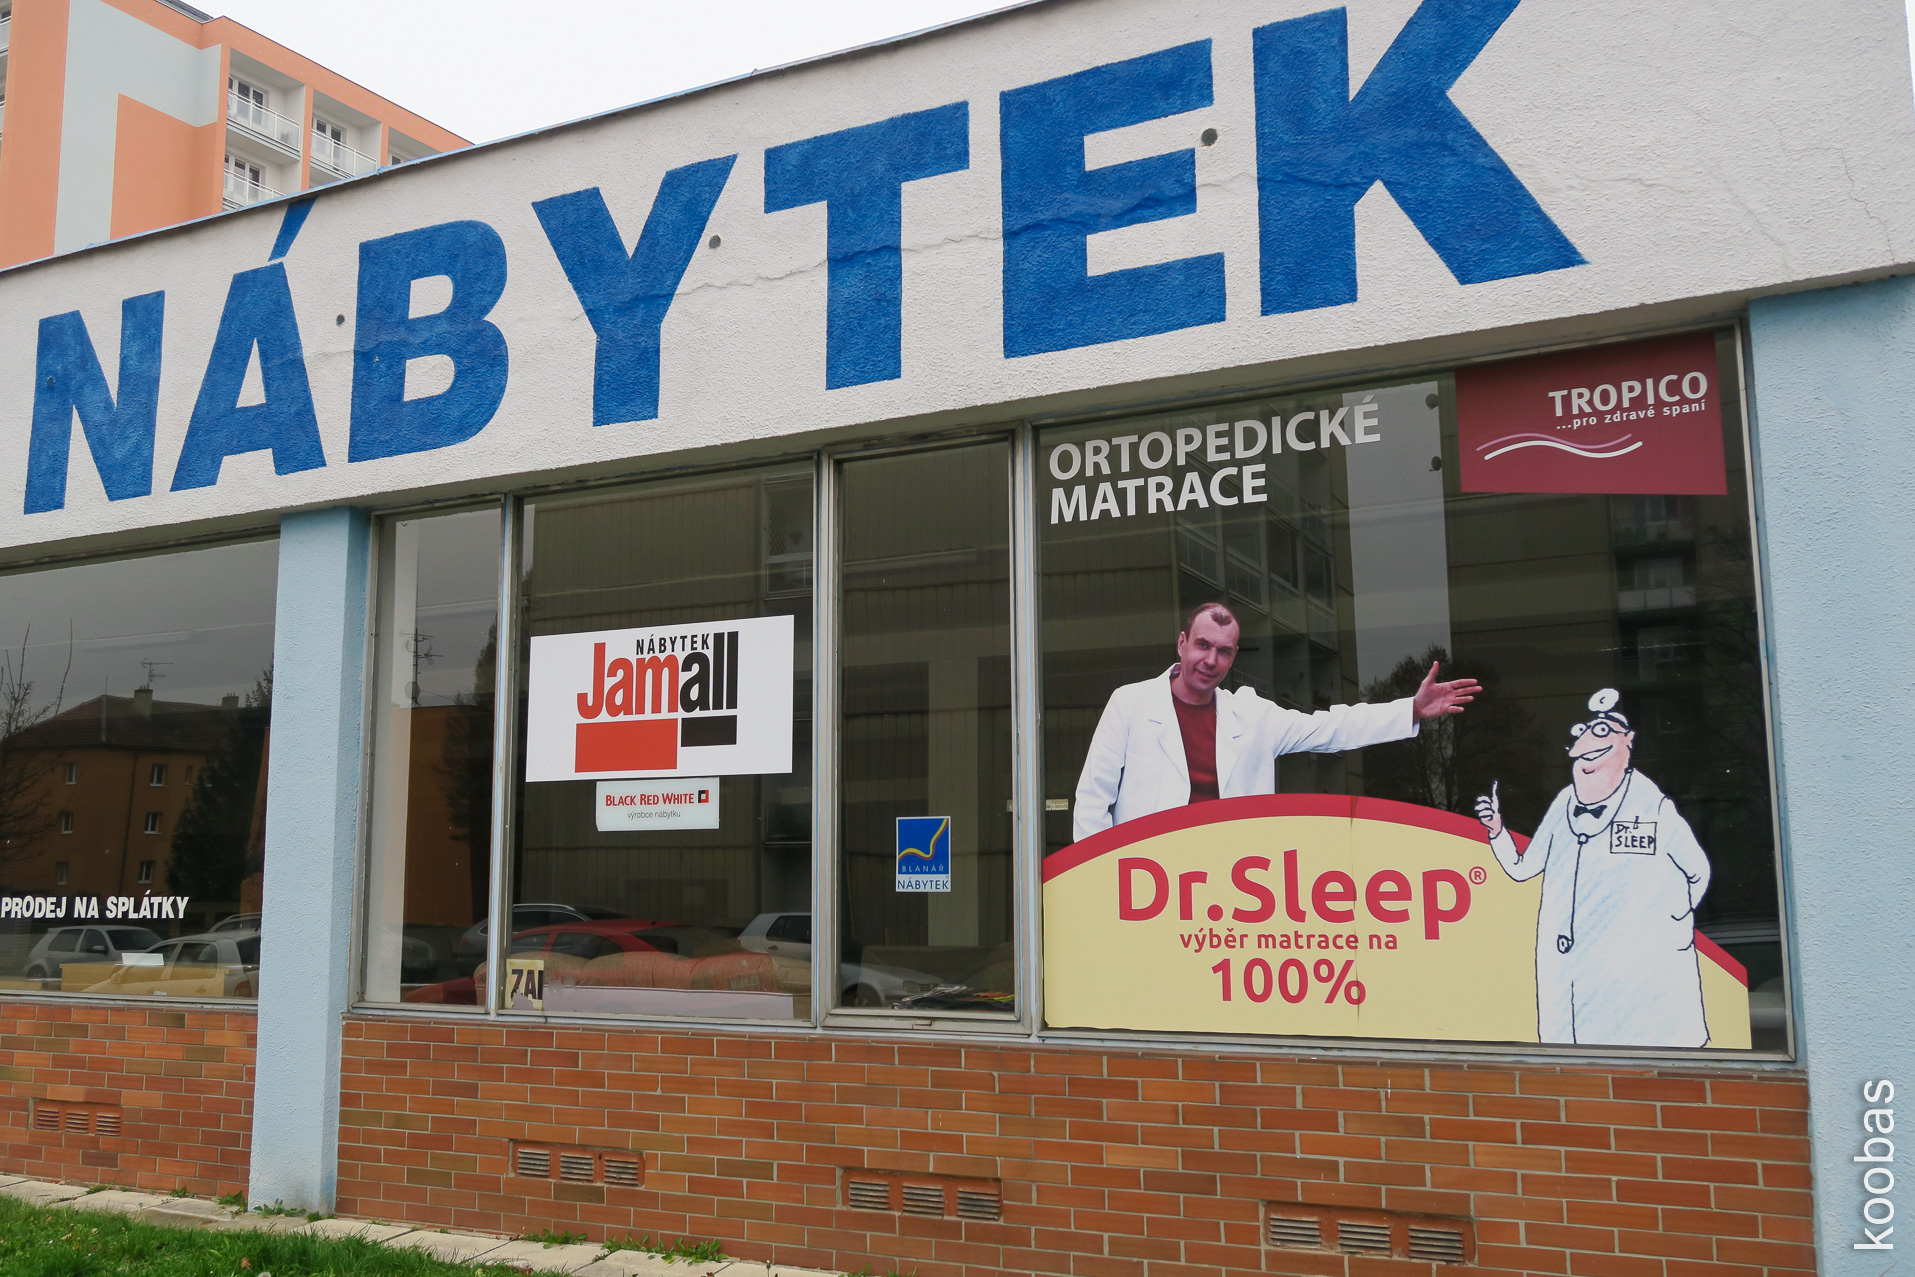 NÁBYTEK
ORTOPEDICKÉ
MATRACE
TROPICO
...pro zdravé spaní
NÁBYTEK
Jamall
BLACK RED WHITE
výrobce nábytku
BLANÁŘ
NÁBYTEK
PRODEJ NA SPLÁTKY
Dr.Sleep®
výběr matrace na
100%
C
Dr.
SLEEP
koobas